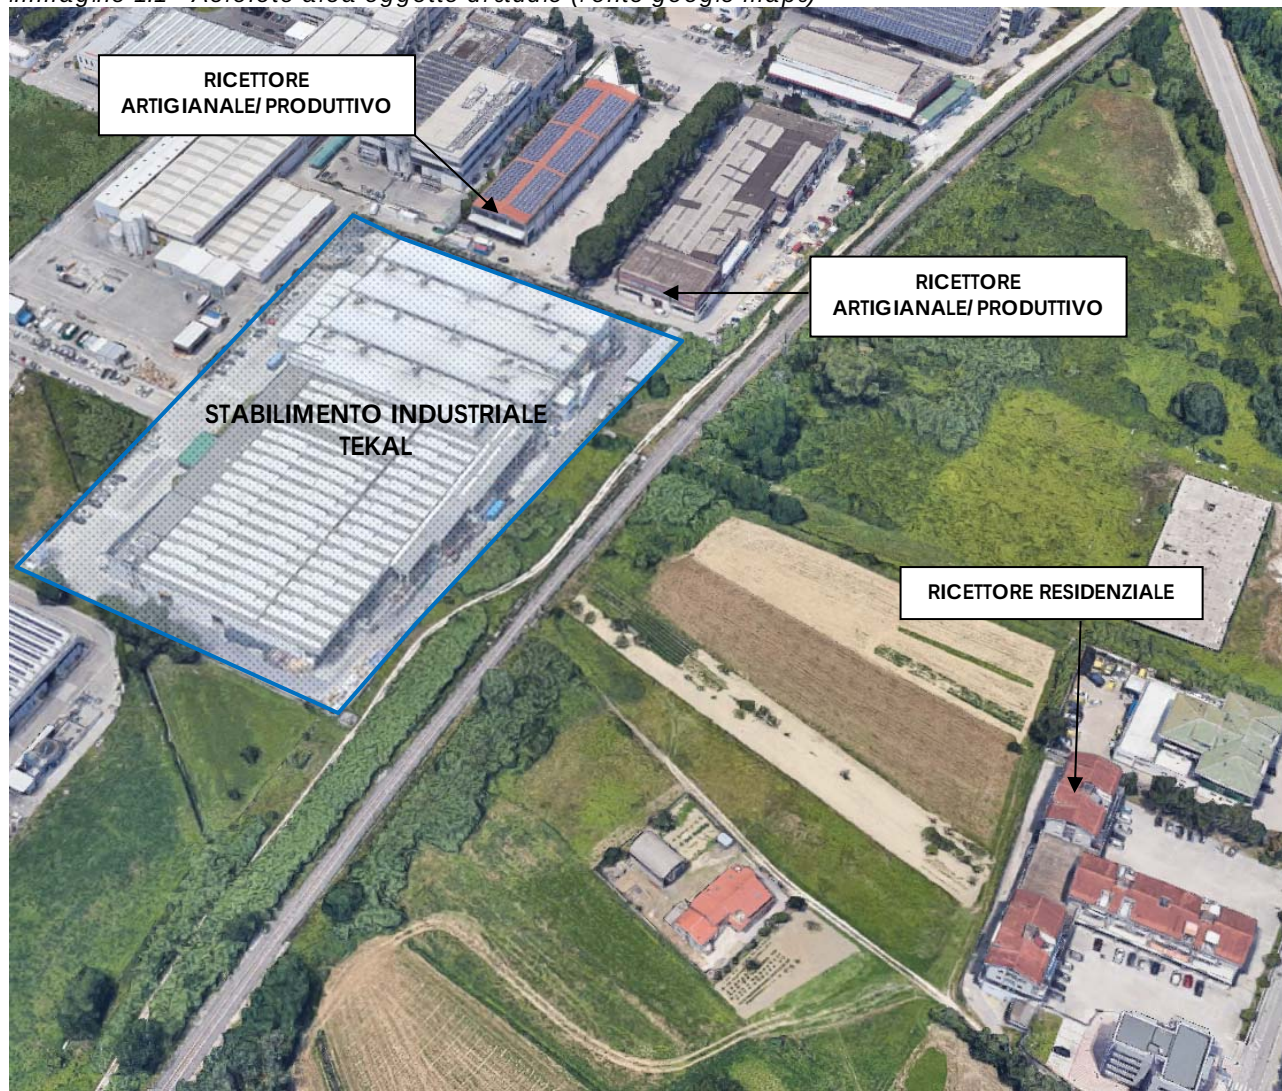 RICETTORE
ARTIGIANALE/PRODUTTIVO
RICETTORE
ARTIGIANALE/PRODUTTIVO
STABILIMENTO INDUSTRIALE
TEKAL
RICETTORE RESIDENZIALE